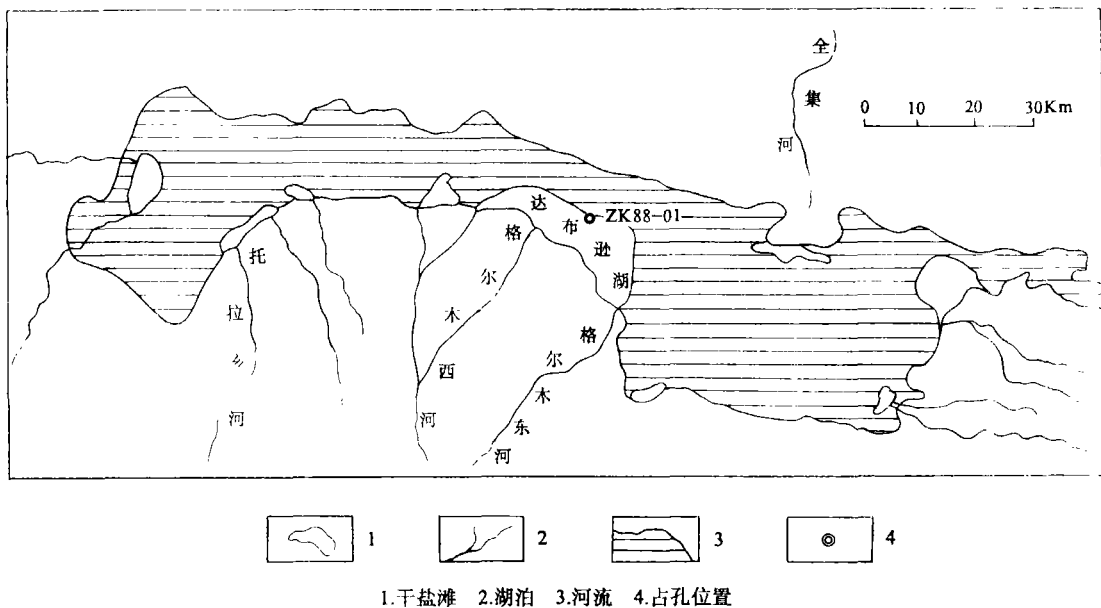 全集河
0 10 20 30Km
达布逊湖
ZK88-01
格尔木西河
格尔木东河
托拉乡河
1 2 3 4
1.干盐滩 2.湖泊 3.河流 4.占孔位置